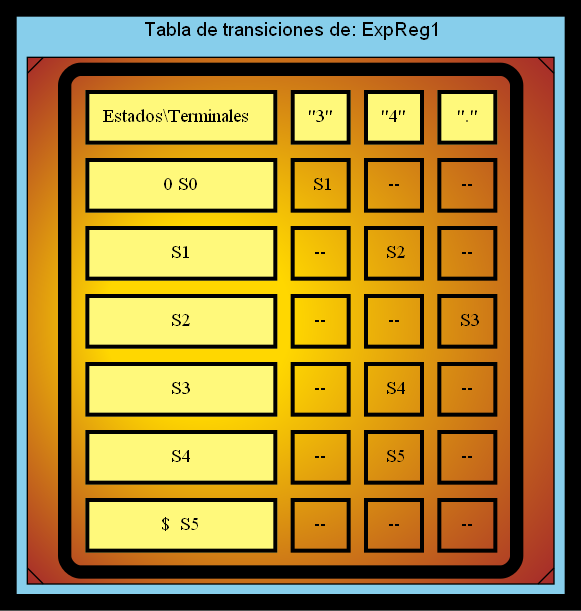 Tabla de transiciones de: ExpReg1
Estados\Terminales "3" "4" "."
0 S0 S1 -- --
S1 -- S2 --
S2 -- -- S3
S3 -- S4 --
S4 -- S5 --
$ S5 -- -- --